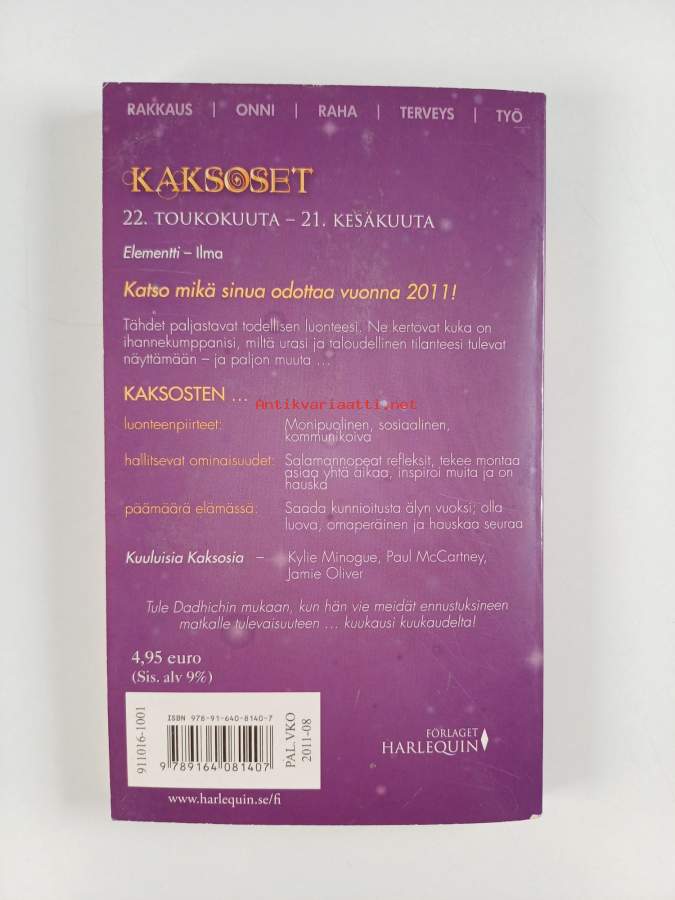 RAKKAUS | ONNI | RAHA | TERVEYS | TYÖ
KAKSOSET
22. TOUKOKUUTA – 21. KESÄKUUTA
Elementti – Ilma
Katso mikä sinua odottaa vuonna 2011!
Tähdet paljastavat todellisen luonteesi. Ne kertovat kuka on
ihannekumppanisi, miltä urasi ja taloudellinen tilanteesi tulevat
näyttämään – ja paljon muuta ...
KAKSOSTEN ...
Antikvariaatti.net
luonteenpiirteet: Monipuolinen, sosiaalinen,
kommunikoiva
hallitsevat ominaisuudet: Salamannopeat refleksit, tekee montaa
asiaa yhtä aikaa, inspiroi muita ja on
hauska
päämäärä elämässä: Saada kunnioitusta älyn vuoksi; olla
luova, omaperäinen ja hauskaa seuraa
Kuuluisia Kaksosia – Kylie Minogue, Paul McCartney,
Jamie Oliver
Tule Dadhichin mukaan, kun hän vie meidät ennustuksineen
matkalle tulevaisuuteen ... kuukausi kuukaudelta!
4,95 euro
(Sis. alv 9%)
911016-1001
ISBN 978-91-640-8140-7
9 789164 081407
PAL. VKO
2011-08
FÖRLAGET
HARLEQUIN
www.harlequin.se/fi